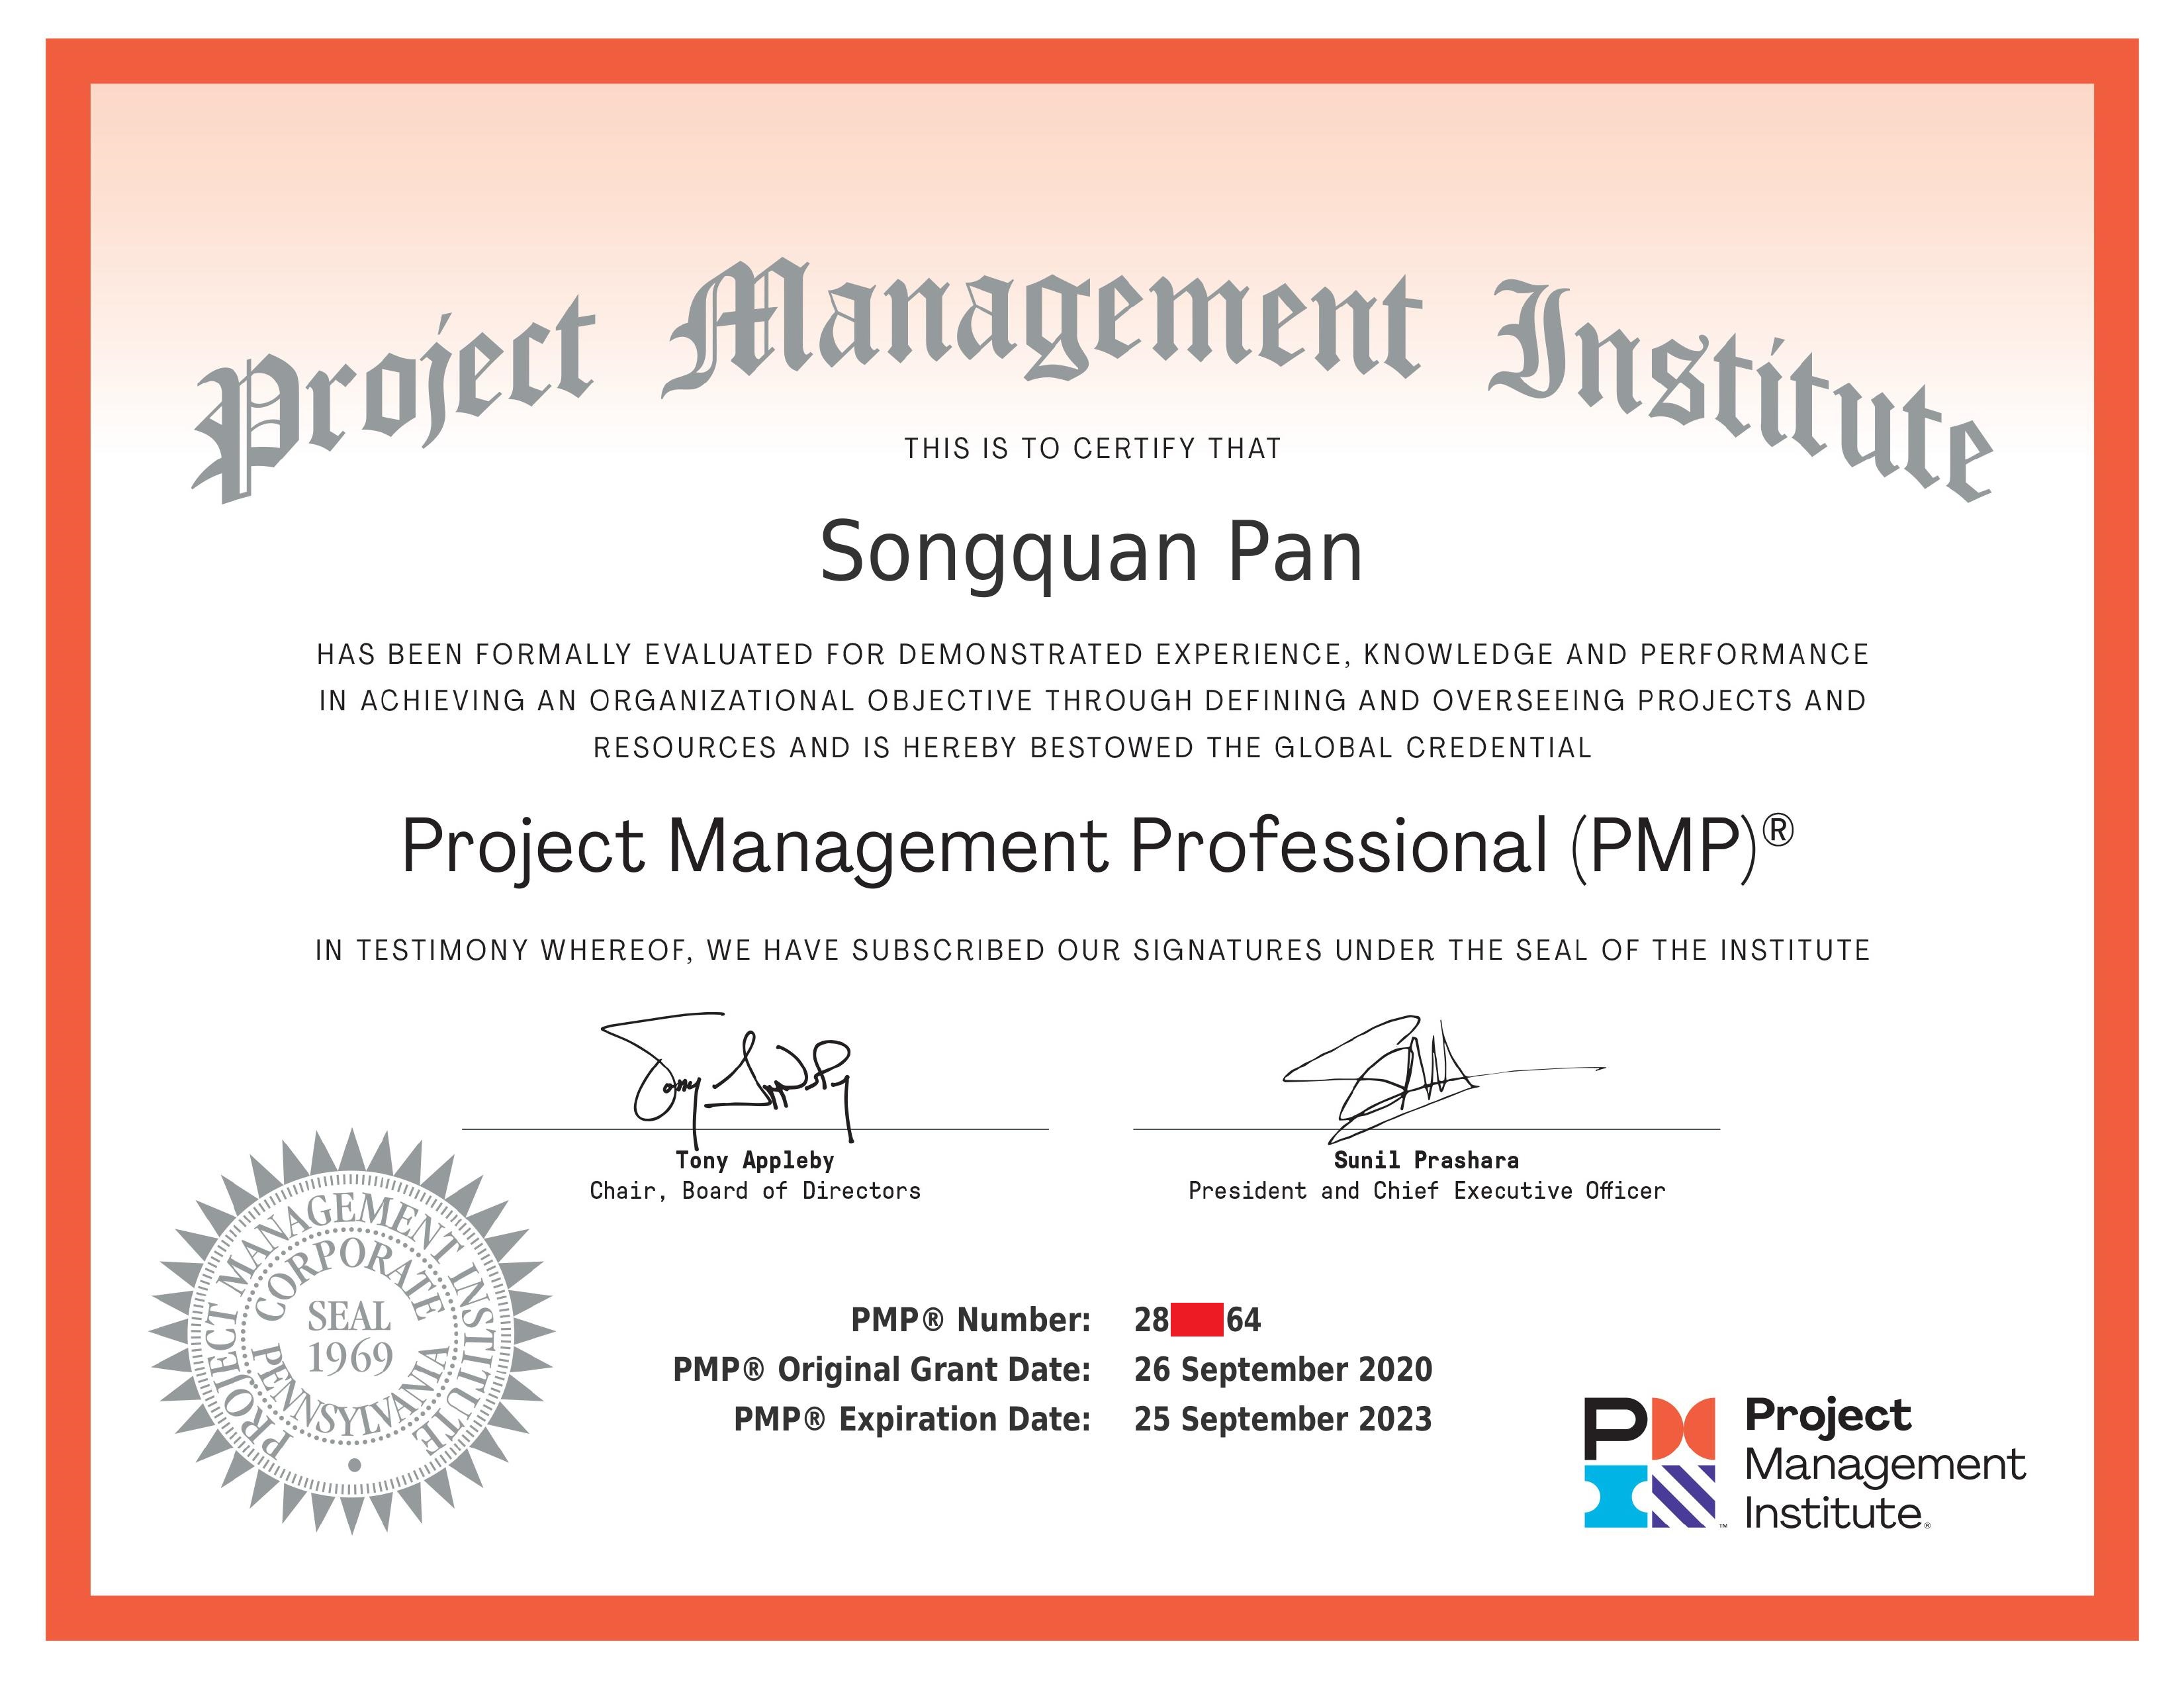 Project Management Institute
THIS IS TO CERTIFY THAT
Songquan Pan
HAS BEEN FORMALLY EVALUATED FOR DEMONSTRATED EXPERIENCE, KNOWLEDGE AND PERFORMANCE
IN ACHIEVING AN ORGANIZATIONAL OBJECTIVE THROUGH DEFINING AND OVERSEEING PROJECTS AND
RESOURCES AND IS HEREBY BESTOWED THE GLOBAL CREDENTIAL
Project Management Professional (PMP)®
IN TESTIMONY WHEREOF, WE HAVE SUBSCRIBED OUR SIGNATURES UNDER THE SEAL OF THE INSTITUTE
Tony Appleby
Chair, Board of Directors
Sunil Prashara
President and Chief Executive Officer
PROJECT MANAGEMENT INSTITUTE
CORPORATE
SEAL
1969
PENNSYLVANIA
PMP® Number: 28 64
PMP® Original Grant Date: 26 September 2020
PMP® Expiration Date: 25 September 2023
Project
Management
Institute®
™